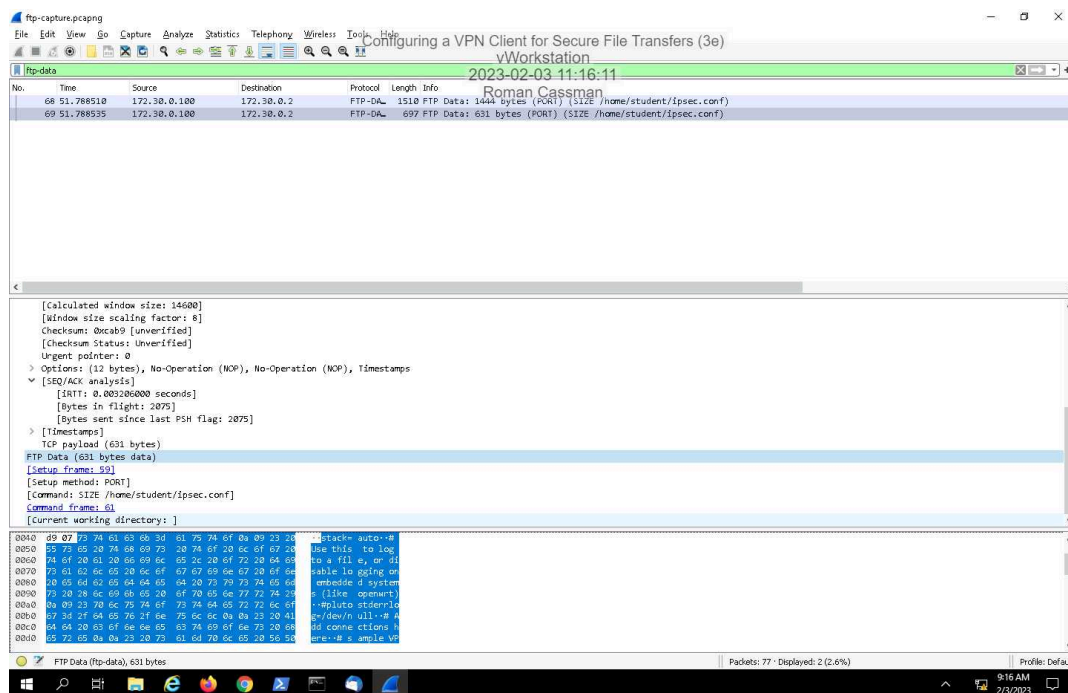 ftp-capture.pcapng
File Edit View Go Capture Analyze Statistics Telephony Wireless Tools Help
Configuring a VPN Client for Secure File Transfers (3e)
vWorkstation
2023-02-03 11:16:11
Roman Cassman
ftp-data
No. Time Source Destination Protocol Length Info
68 51.788510 172.30.0.100 172.30.0.2 FTP-DA… 1510 FTP Data: 1444 bytes (PORT) (SIZE /home/student/ipsec.conf)
69 51.788535 172.30.0.100 172.30.0.2 FTP-DA… 697 FTP Data: 631 bytes (PORT) (SIZE /home/student/ipsec.conf)
[Calculated window size: 14600]
[Window size scaling factor: 8]
Checksum: 0xcab9 [unverified]
[Checksum Status: Unverified]
Urgent pointer: 0
> Options: (12 bytes), No-Operation (NOP), No-Operation (NOP), Timestamps
[SEQ/ACK analysis]
[iRTT: 0.003206000 seconds]
[Bytes in flight: 2075]
[Bytes sent since last PSH flag: 2075]
> [Timestamps]
TCP payload (631 bytes)
FTP Data (631 bytes data)
[Setup frame: 59]
[Setup method: PORT]
[Command: SIZE /home/student/ipsec.conf]
Command frame: 61
[Current working directory: ]
0040 d9 07 73 74 61 63 6b 3d 61 75 74 6f 0a 09 23 20 ··stack= auto··#
0050 55 73 65 20 74 68 69 73 20 74 6f 20 6c 6f 67 20 Use this to log
0060 74 6f 20 61 20 66 69 6c 65 2c 20 6f 72 20 64 69 to a fil e, or di
0070 73 61 62 6c 65 20 6c 6f 67 67 69 6e 67 20 6f 6e sable lo gging on
0080 20 65 6d 62 65 64 64 65 64 20 73 79 73 74 65 6d embedde d system
0090 73 20 28 6c 69 6b 65 20 6f 70 65 6e 77 72 74 29 s (like openwrt)
00a0 0a 09 23 70 6c 75 74 6f 73 74 64 65 72 72 6c 6f ··#pluto stderrlo
00b0 67 3d 2f 64 65 76 2f 6e 75 6c 6c 0a 0a 23 20 41 g=/dev/n ull··# A
00c0 64 64 20 63 6f 6e 6e 65 63 74 69 6f 6e 73 20 68 dd conne ctions h
00d0 65 72 65 0a 0a 23 20 73 61 6d 70 6c 65 20 56 50 ere··# s ample VP
FTP Data (ftp-data), 631 bytes Packets: 77 · Displayed: 2 (2.6%) Profile: Defau
9:16 AM
2/3/2023